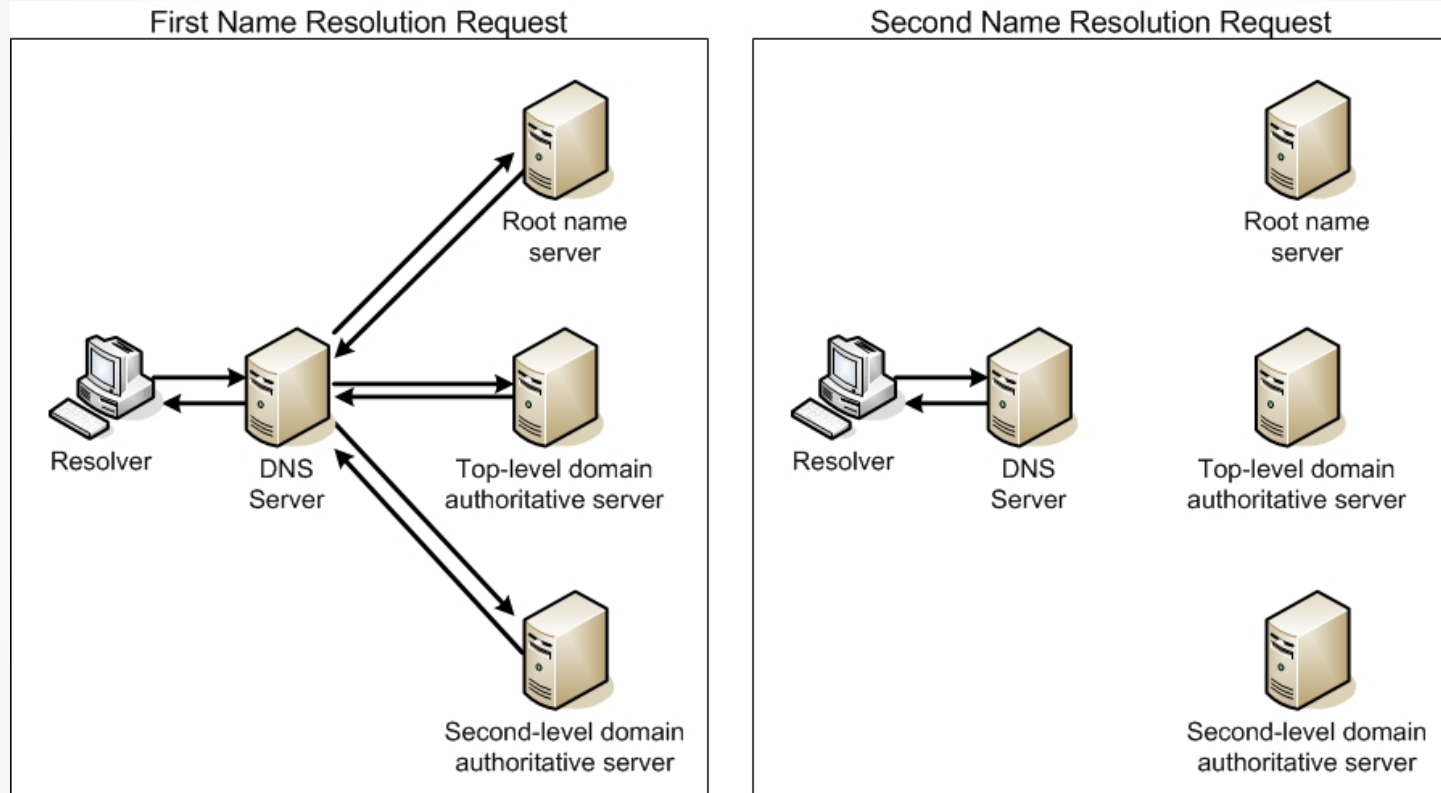 First Name Resolution Request
Root name
server
Resolver
DNS
Server
Top-level domain
authoritative server
Second-level domain
authoritative server
Second Name Resolution Request
Root name
server
Resolver
DNS
Server
Top-level domain
authoritative server
Second-level domain
authoritative server